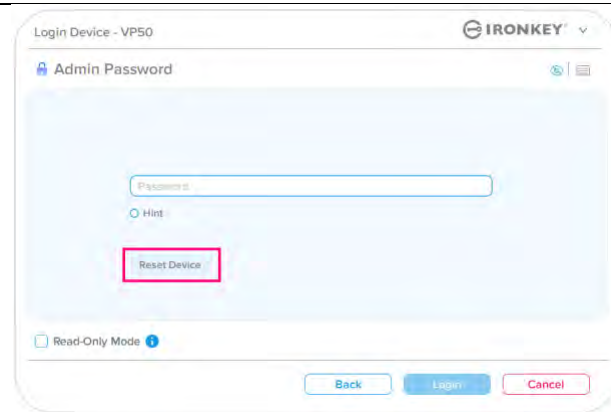 Login Device - VP50
IRONKEY
Admin Password
Password
Hint
Reset Device
Read-Only Mode
Back
Login
Cancel